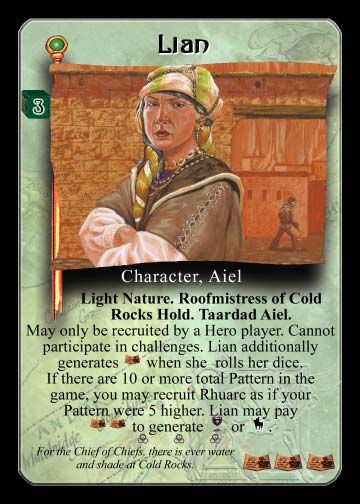 Lian
3
Character, Aiel
Light Nature. Roofmistress of Cold
Rocks Hold. Taardad Aiel.
May only be recruited by a Hero player. Cannot
participate in challenges. Lian additionally
generates when she rolls her dice.
If there are 10 or more total Pattern in the
game, you may recruit Rhuarc as if your
Pattern were 5 higher. Lian may pay
to generate or .
For the Chief of Chiefs, there is ever water
and shade at Cold Rocks.